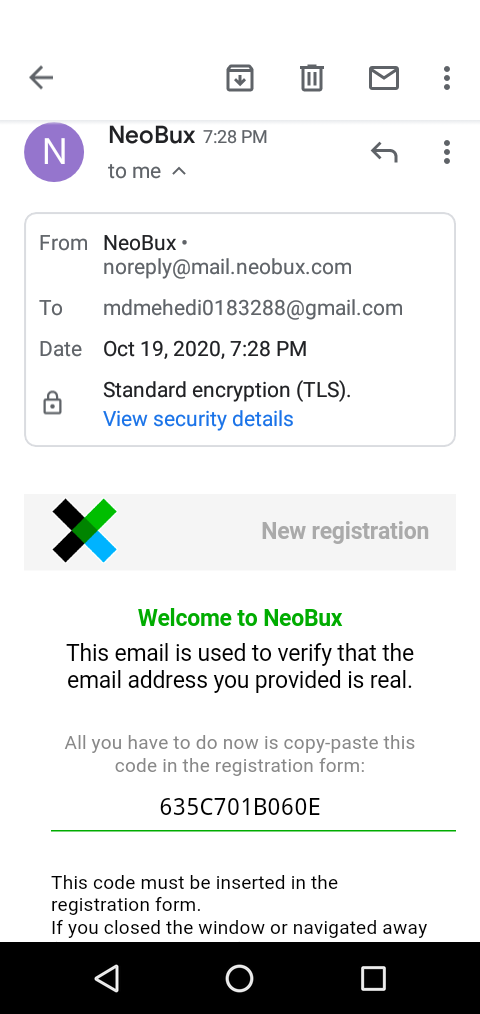 NeoBux 7:28 PM
N
to me
From NeoBux •
noreply@mail.neobux.com
To mdmehedi0183288@gmail.com
Date Oct 19, 2020, 7:28 PM
Standard encryption (TLS).
View security details
New registration
Welcome to NeoBux
This email is used to verify that the
email address you provided is real.
All you have to do now is copy-paste this
code in the registration form:
635C701B060E
This code must be inserted in the
registration form.
If you closed the window or navigated away